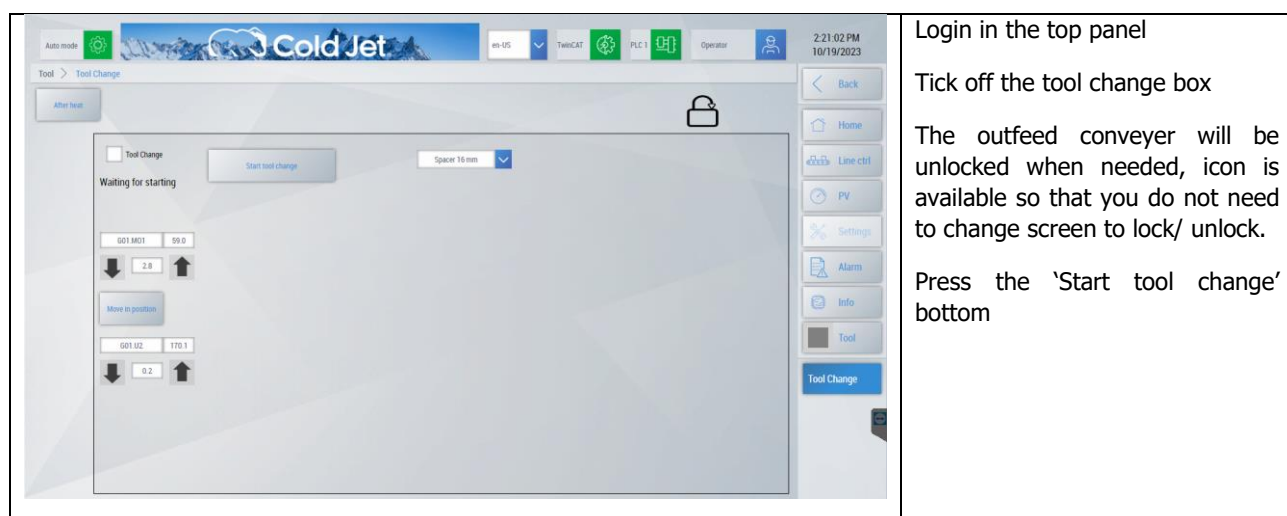 Auto mode
Cold Jet
en-US
TwinCAT
PLC 1
Operator
2:21:02 PM
10/19/2023
Tool > Tool Change
Back
After heat
Home
Tool Change
Start tool change
Spacer 16 mm
Line ctrl
Waiting for starting
PV
Settings
G01.M01 59.0
2.8
Alarm
Move in position
Info
G01.U2 170.1
Tool
0.2
Tool Change
Login in the top panel
Tick off the tool change box
The outfeed conveyer will be
unlocked when needed, icon is
available so that you do not need
to change screen to lock/ unlock.
Press the ‘Start tool change’
bottom